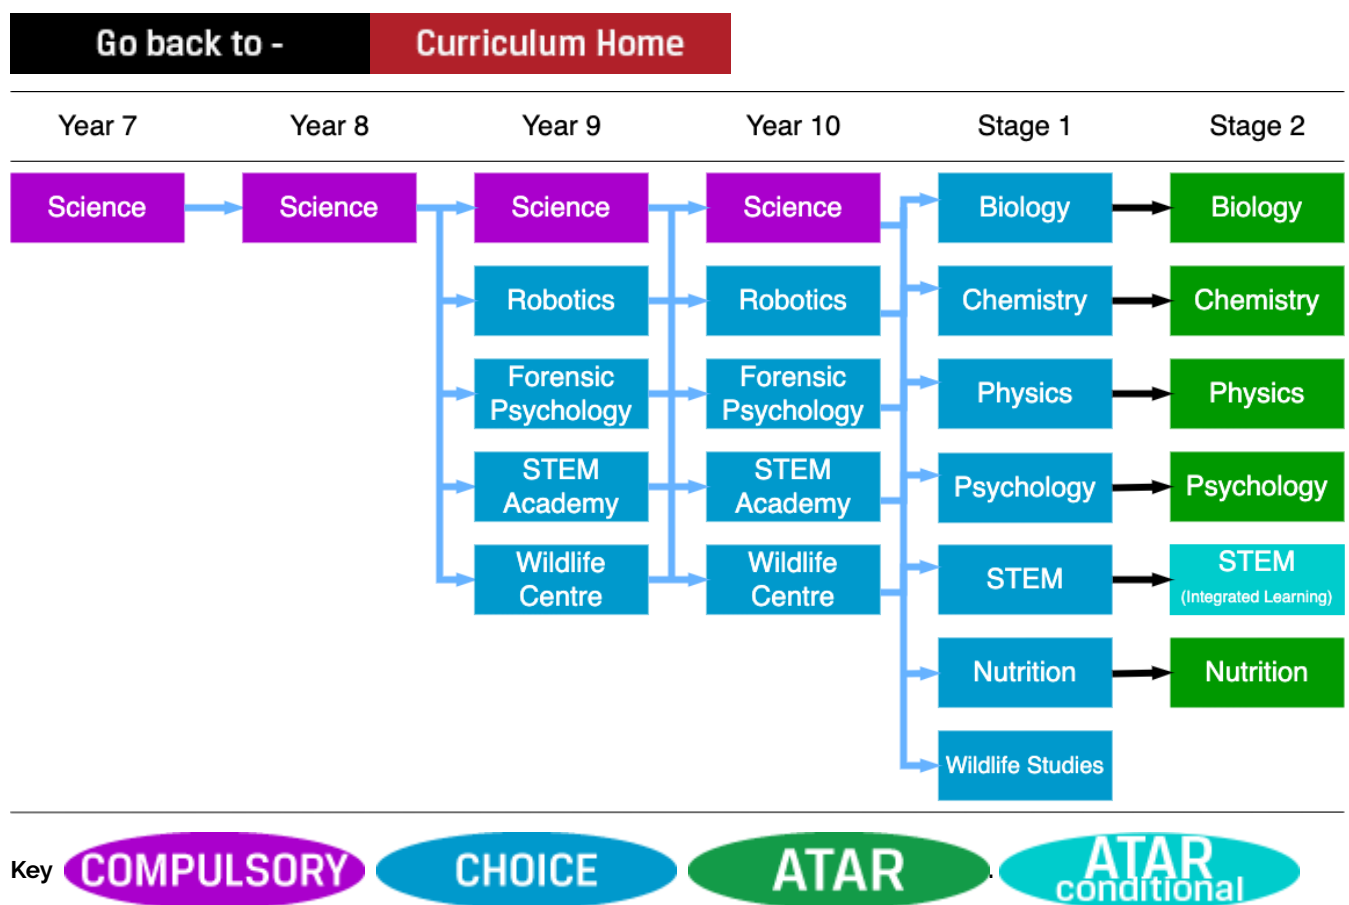 Go back to - Curriculum Home
Year 7 Year 8 Year 9 Year 10 Stage 1 Stage 2
Science Science Science Science Biology Biology
Robotics Robotics Chemistry Chemistry
Forensic
Psychology
Forensic
Psychology
Physics Physics
STEM
Academy
STEM
Academy
Psychology Psychology
Wildlife
Centre
Wildlife
Centre
STEM
STEM
(Integrated Learning)
Nutrition Nutrition
Wildlife Studies
Key COMPULSORY CHOICE ATAR . ATAR
conditional